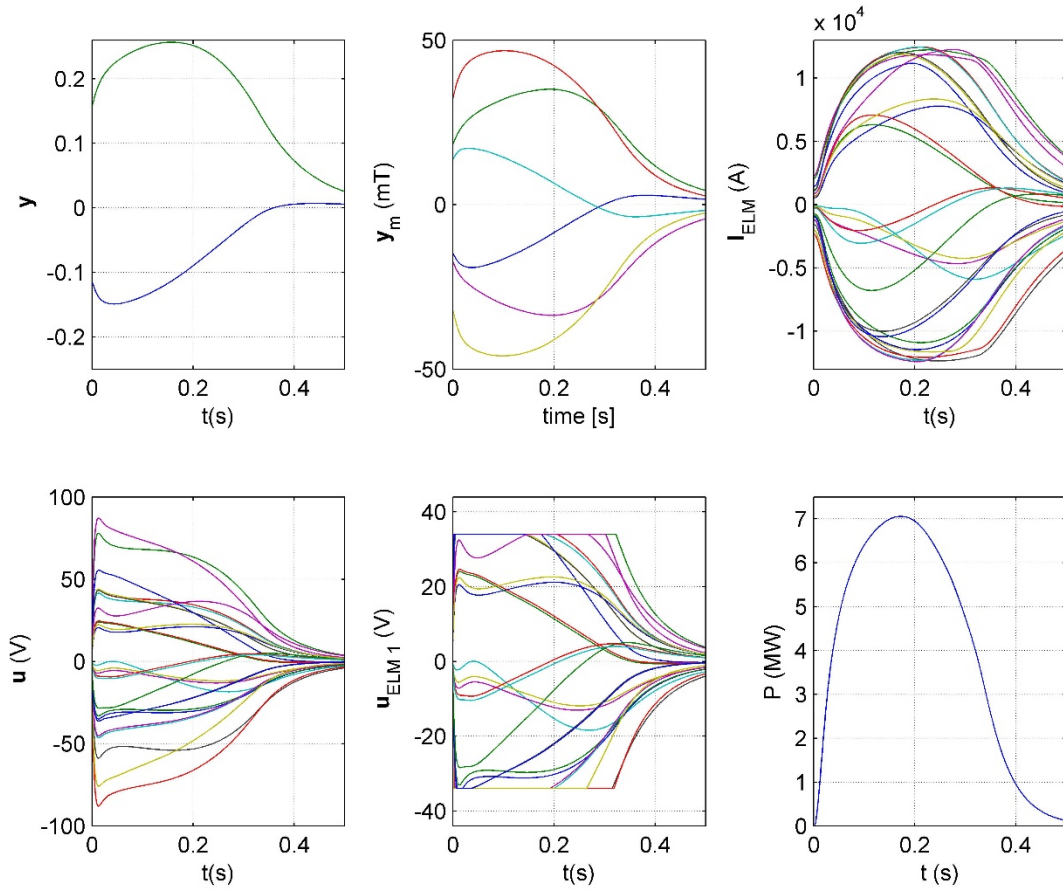 x 10⁴
0.2
0.1
0
-0.1
-0.2
y
0 0.2 0.4
t(s)
50
0
-50
y_m (mT)
0 0.2 0.4
time [s]
1
0.5
0
-0.5
-1
I_ELM (A)
0 0.2 0.4
t(s)
100
50
0
-50
-100
u (V)
0 0.2 0.4
t(s)
40
20
0
-20
-40
u_ELM 1 (V)
0 0.2 0.4
t(s)
7
6
5
4
3
2
1
0
P (MW)
0 0.2 0.4
t (s)